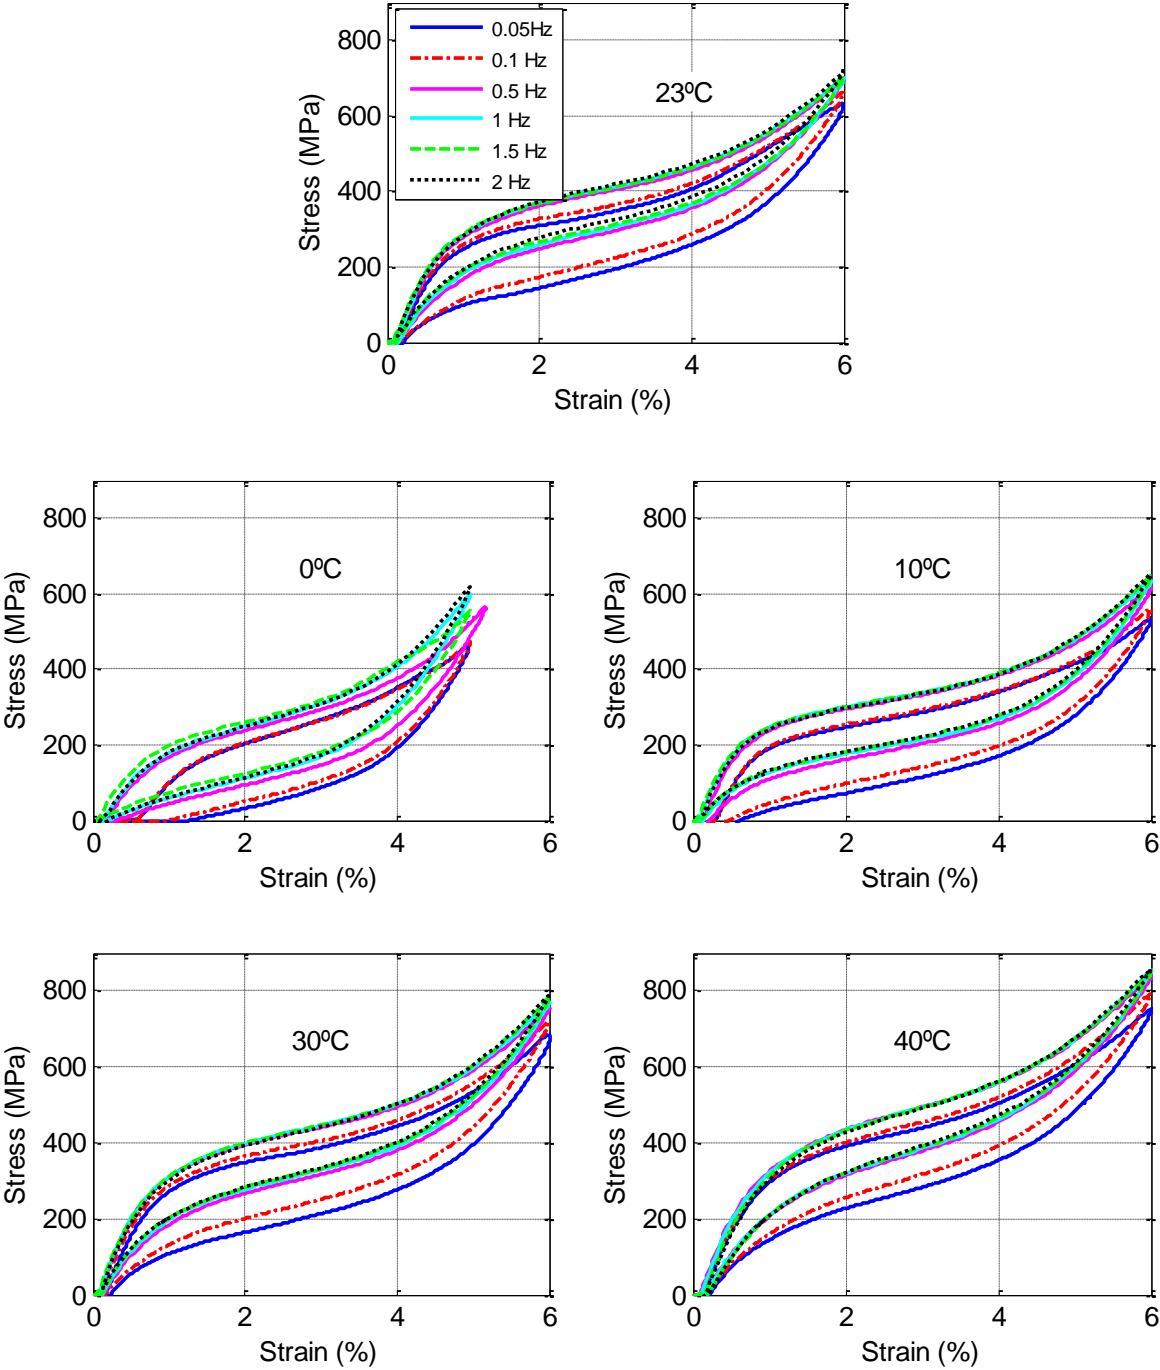 800
600
400
200
0
Stress (MPa)
0.05Hz
0.1 Hz
0.5 Hz
1 Hz
1.5 Hz
2 Hz
23ºC
0 2 4 6
Strain (%)
800
600
400
200
0
Stress (MPa)
0ºC
0 2 4 6
Strain (%)
800
600
400
200
0
Stress (MPa)
10ºC
0 2 4 6
Strain (%)
800
600
400
200
0
Stress (MPa)
30ºC
0 2 4 6
Strain (%)
800
600
400
200
0
Stress (MPa)
40ºC
0 2 4 6
Strain (%)